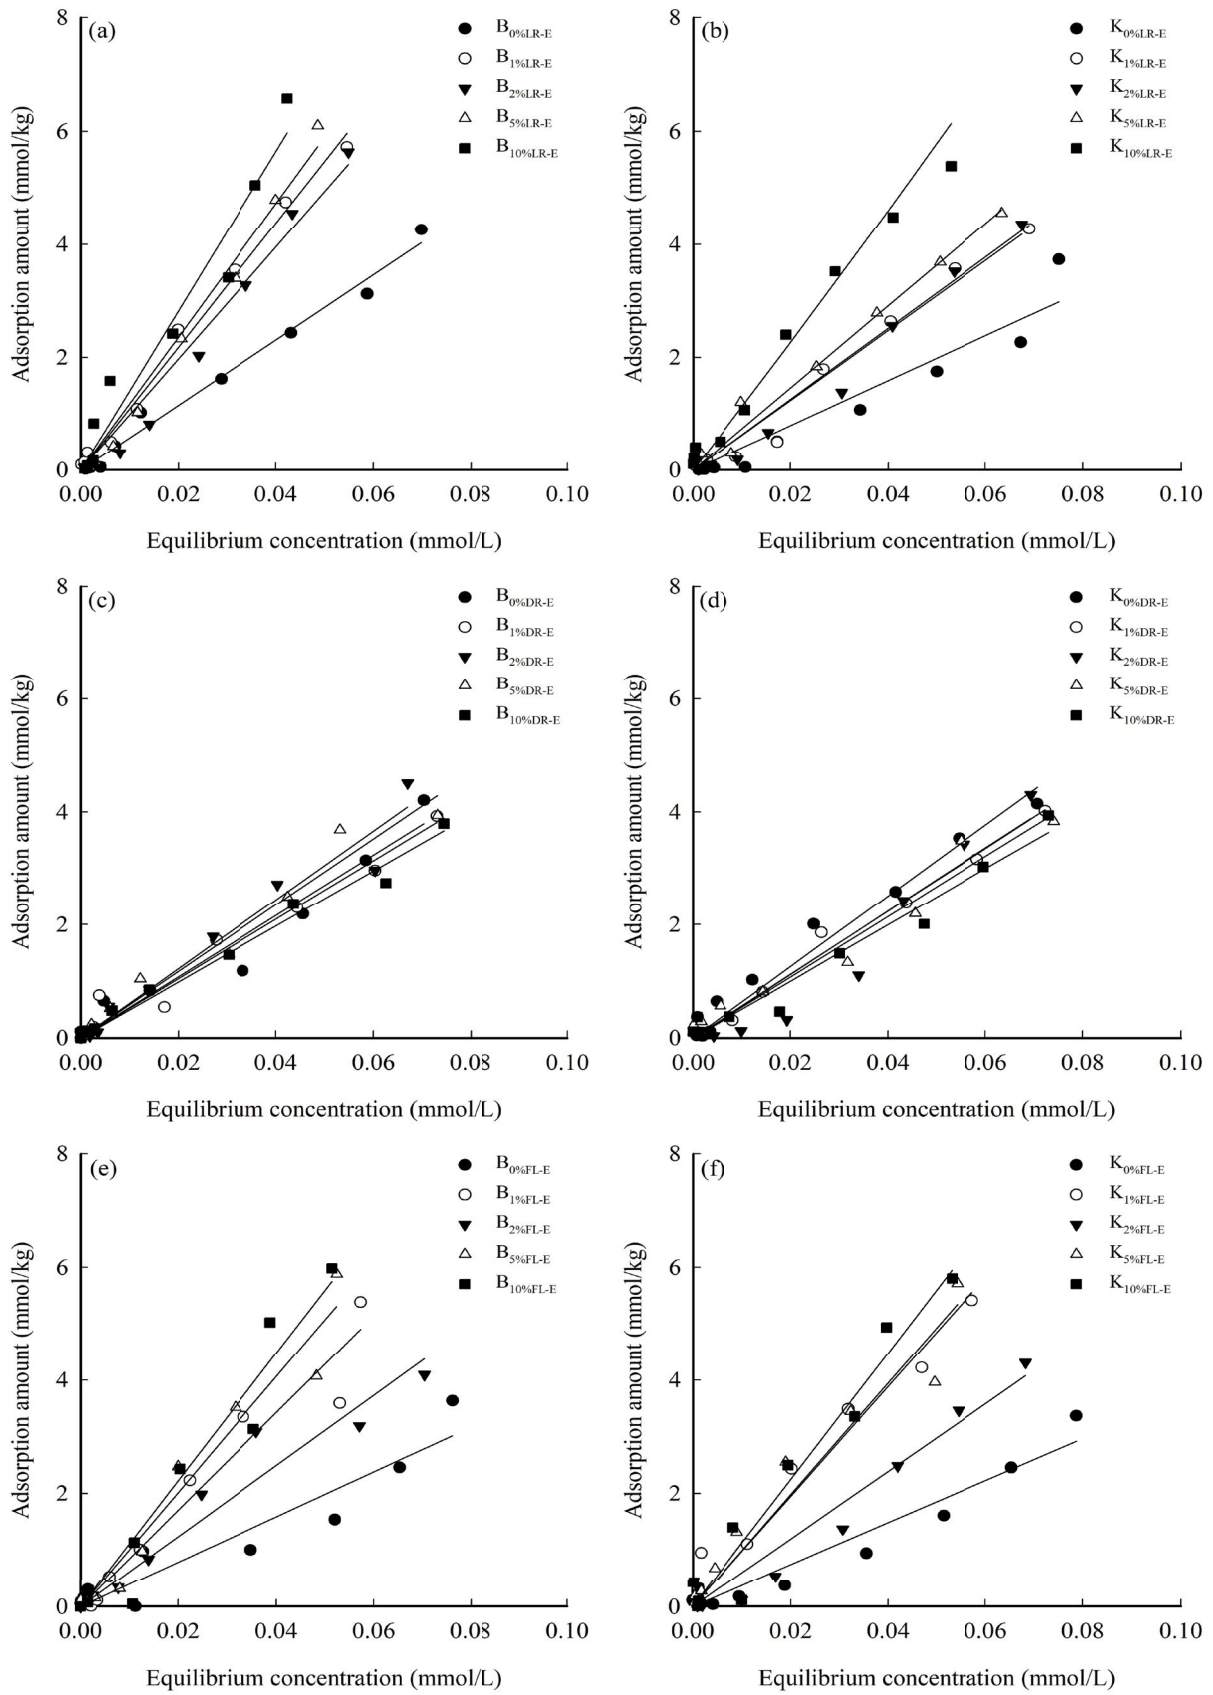 (a)
8
6
4
2
0
Adsorption amount (mmol/kg)
B0%LR-E
B1%LR-E
B2%LR-E
B5%LR-E
B10%LR-E
0.00 0.02 0.04 0.06 0.08 0.10
Equilibrium concentration (mmol/L)
(b)
8
6
4
2
0
Adsorption amount (mmol/kg)
K0%LR-E
K1%LR-E
K2%LR-E
K5%LR-E
K10%LR-E
0.00 0.02 0.04 0.06 0.08 0.10
Equilibrium concentration (mmol/L)
(c)
8
6
4
2
0
Adsorption amount (mmol/kg)
B0%DR-E
B1%DR-E
B2%DR-E
B5%DR-E
B10%DR-E
0.00 0.02 0.04 0.06 0.08 0.10
Equilibrium concentration (mmol/L)
(d)
8
6
4
2
0
Adsorption amount (mmol/kg)
K0%DR-E
K1%DR-E
K2%DR-E
K5%DR-E
K10%DR-E
0.00 0.02 0.04 0.06 0.08 0.10
Equilibrium concentration (mmol/L)
(e)
8
6
4
2
0
Adsorption amount (mmol/kg)
B0%FL-E
B1%FL-E
B2%FL-E
B5%FL-E
B10%FL-E
0.00 0.02 0.04 0.06 0.08 0.10
Equilibrium concentration (mmol/L)
(f)
8
6
4
2
0
Adsorption amount (mmol/kg)
K0%FL-E
K1%FL-E
K2%FL-E
K5%FL-E
K10%FL-E
0.00 0.02 0.04 0.06 0.08 0.10
Equilibrium concentration (mmol/L)